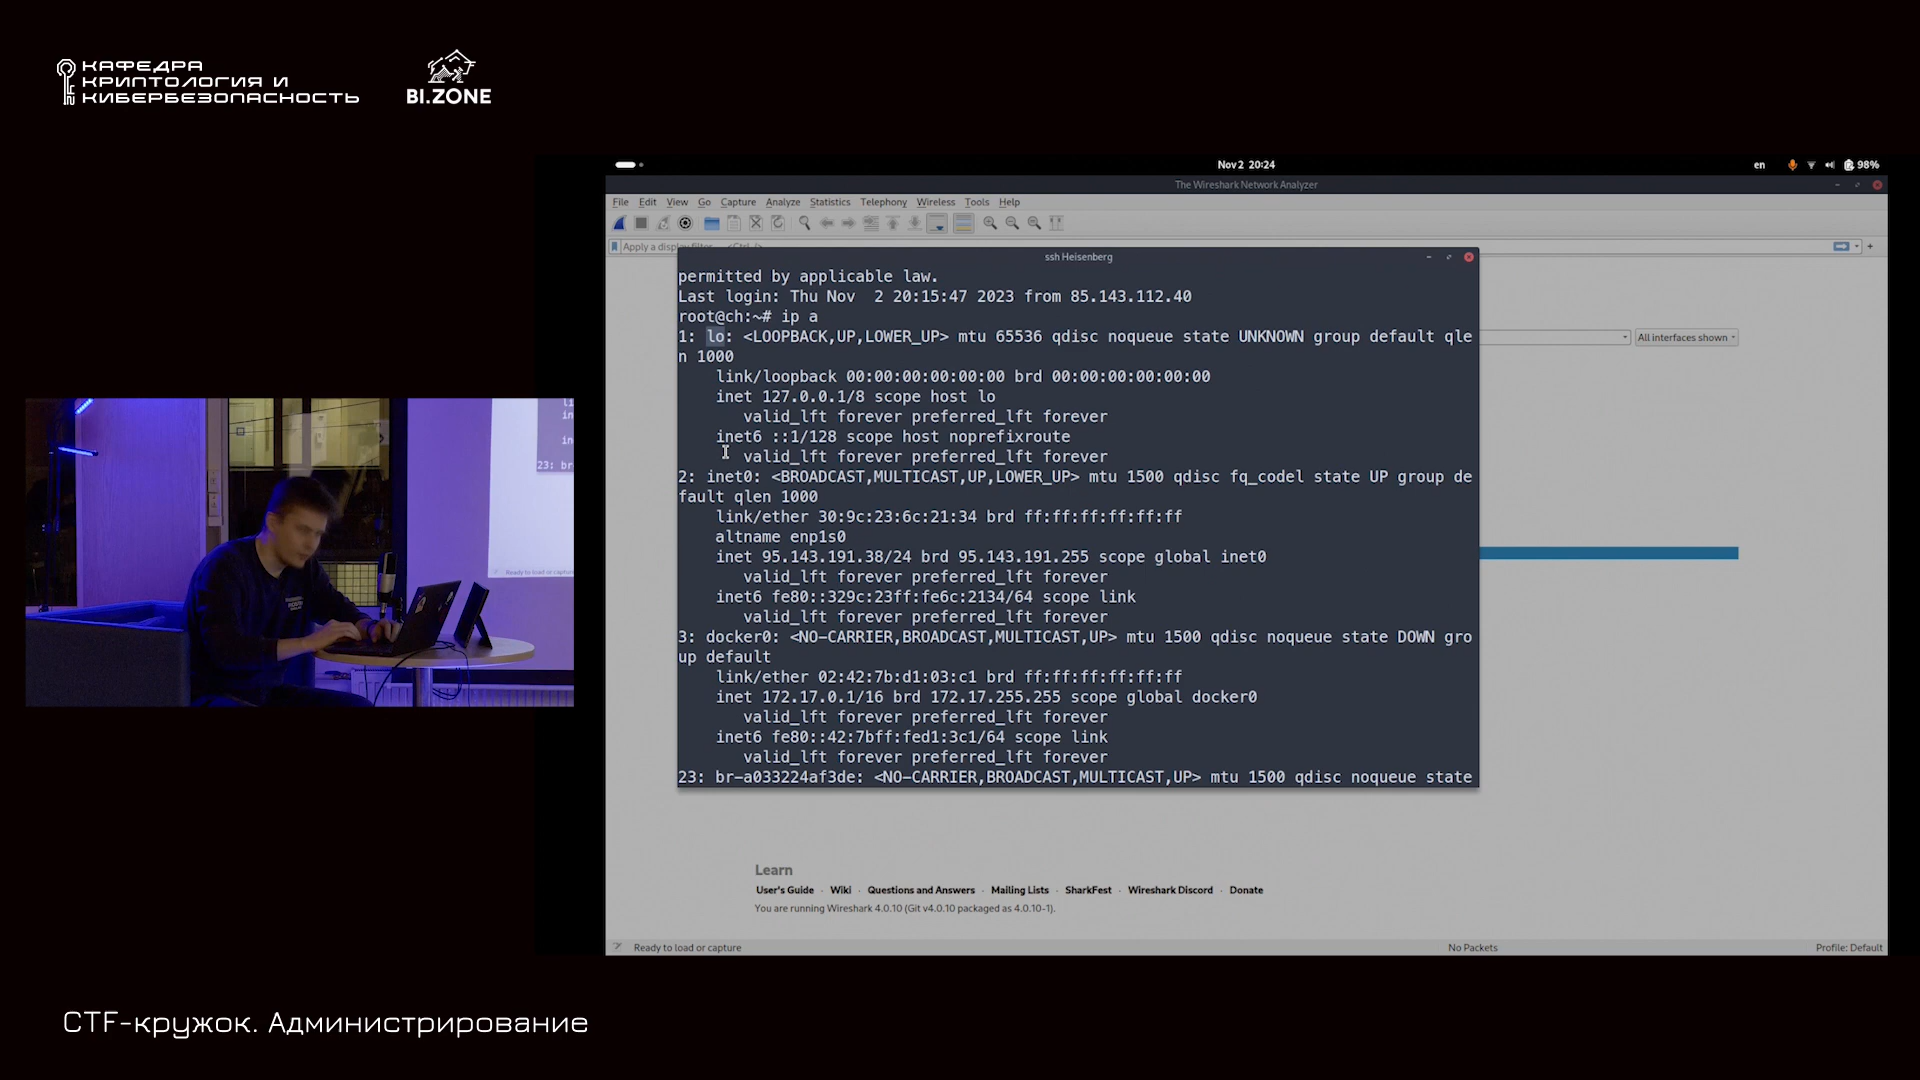 КАФЕДРА
КРИПТОЛОГИЯ И
КИБЕРБЕЗОПАСНОСТЬ
BI.ZONE
Nov 2 20:24
en
98%
The Wireshark Network Analyzer
File Edit View Go Capture Analyze Statistics Telephony Wireless Tools Help
Apply a display filter ... <Ctrl-/>
ssh Heisenberg
permitted by applicable law.
Last login: Thu Nov  2 20:15:47 2023 from 85.143.112.40
root@ch:~# ip a
1: lo: <LOOPBACK,UP,LOWER_UP> mtu 65536 qdisc noqueue state UNKNOWN group default qle
n 1000
    link/loopback 00:00:00:00:00:00 brd 00:00:00:00:00:00
    inet 127.0.0.1/8 scope host lo
       valid_lft forever preferred_lft forever
    inet6 ::1/128 scope host noprefixroute
       valid_lft forever preferred_lft forever
2: inet0: <BROADCAST,MULTICAST,UP,LOWER_UP> mtu 1500 qdisc fq_codel state UP group de
fault qlen 1000
    link/ether 30:9c:23:6c:21:34 brd ff:ff:ff:ff:ff:ff
    altname enp1s0
    inet 95.143.191.38/24 brd 95.143.191.255 scope global inet0
       valid_lft forever preferred_lft forever
    inet6 fe80::329c:23ff:fe6c:2134/64 scope link
       valid_lft forever preferred_lft forever
3: docker0: <NO-CARRIER,BROADCAST,MULTICAST,UP> mtu 1500 qdisc noqueue state DOWN gro
up default
    link/ether 02:42:7b:d1:03:c1 brd ff:ff:ff:ff:ff:ff
    inet 172.17.0.1/16 brd 172.17.255.255 scope global docker0
       valid_lft forever preferred_lft forever
    inet6 fe80::42:7bff:fed1:3c1/64 scope link
       valid_lft forever preferred_lft forever
23: br-a033224af3de: <NO-CARRIER,BROADCAST,MULTICAST,UP> mtu 1500 qdisc noqueue state
All interfaces shown
Learn
User's Guide · Wiki · Questions and Answers · Mailing Lists · SharkFest · Wireshark Discord · Donate
You are running Wireshark 4.0.10 (Git v4.0.10 packaged as 4.0.10-1).
Ready to load or capture
No Packets
Profile: Default
23: br
Ready to load or captur
CTF-кружок. Администрирование